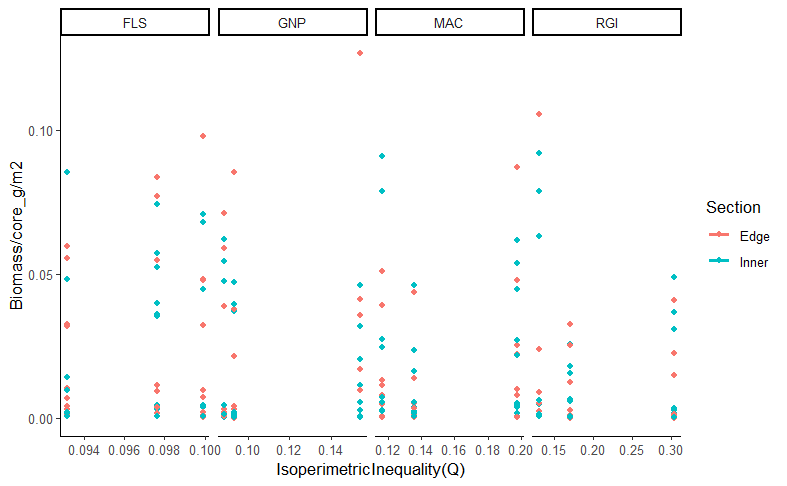 FLS GNP MAC RGI
Biomass/core_g/m2
0.10
0.05
0.00
0.094 0.096 0.098 0.100 0.10 0.12 0.14 0.12 0.14 0.16 0.18 0.20 0.15 0.20 0.25 0.30
IsoperimetricInequality(Q)
Section
Edge
Inner